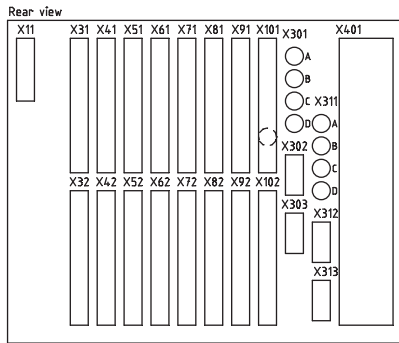 Rear view
X11 X31 X41 X51 X61 X71 X81 X91 X101 X301 X401
A
B
C X311
D A
B
X302
C
D
X32 X42 X52 X62 X72 X82 X92 X102
X303 X312
X313